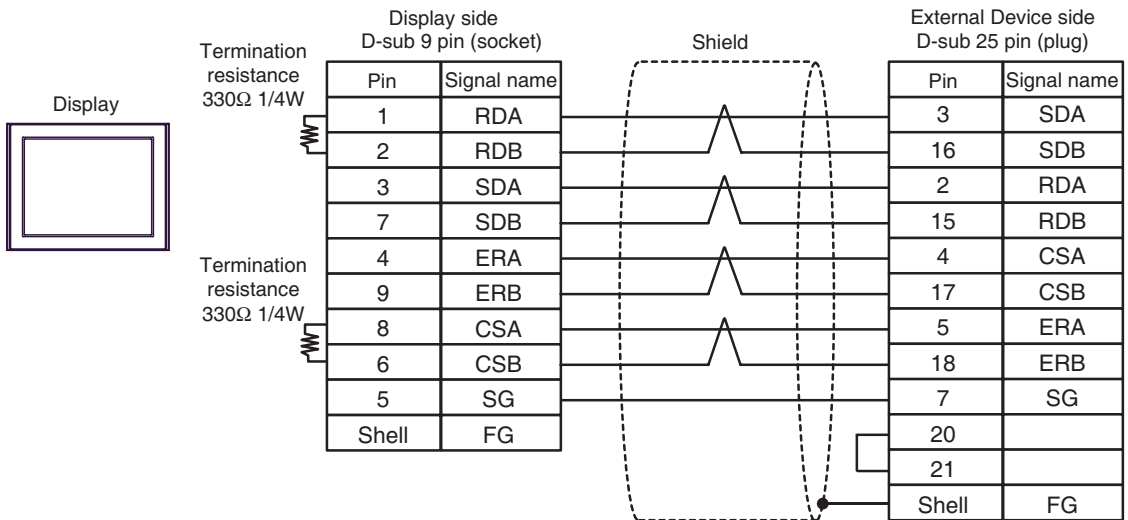 Display
Termination
resistance
330Ω 1/4W
Termination
resistance
330Ω 1/4W
Display side
D-sub 9 pin (socket)
Pin Signal name
1 RDA
2 RDB
3 SDA
7 SDB
4 ERA
9 ERB
8 CSA
6 CSB
5 SG
Shell FG
Shield
External Device side
D-sub 25 pin (plug)
Pin Signal name
3 SDA
16 SDB
2 RDA
15 RDB
4 CSA
17 CSB
5 ERA
18 ERB
7 SG
20
21
Shell FG